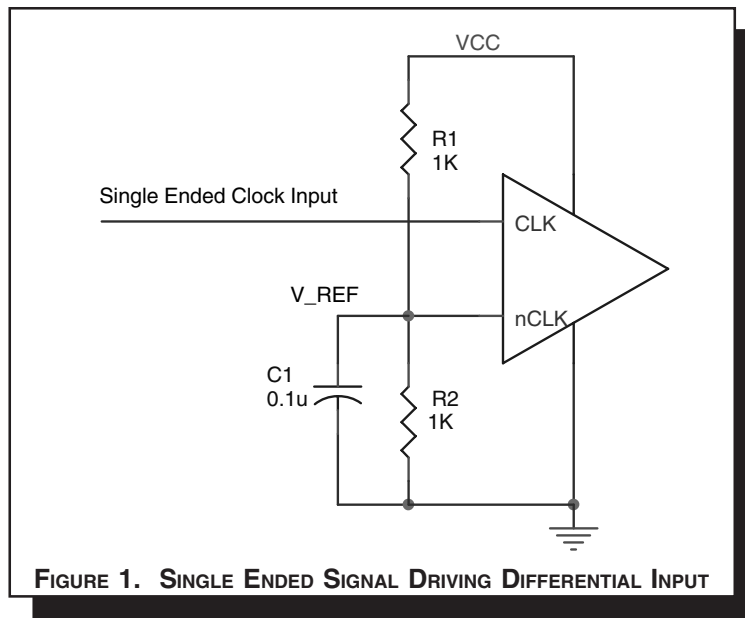 VCC
R1
1K
Single Ended Clock Input
CLK
V_REF
nCLK
C1
0.1u
R2
1K
FIGURE 1. SINGLE ENDED SIGNAL DRIVING DIFFERENTIAL INPUT